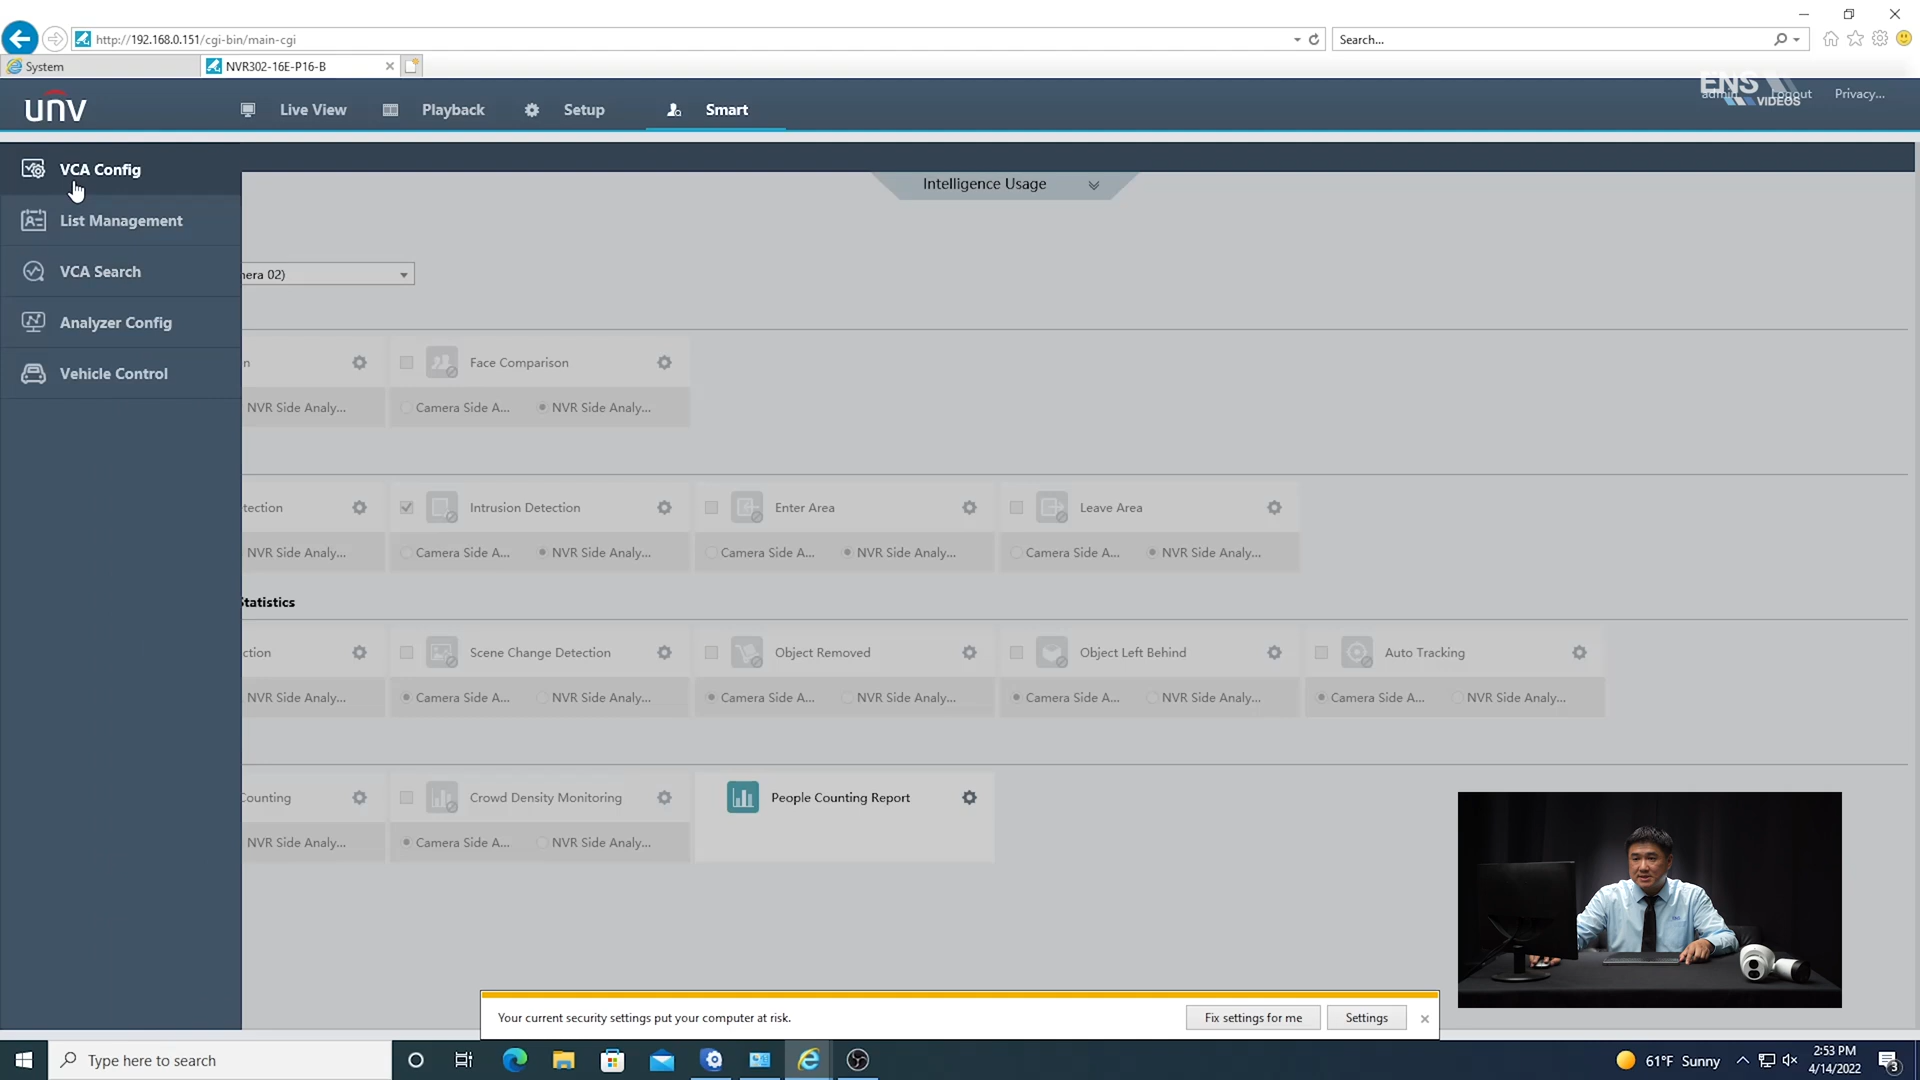 http://192.168.0.151/cgi-bin/main-cgi
Search...
System
NVR302-16E-P16-B
unv
Live View
Playback
Setup
Smart
admin
Logout
Privacy...
ENS
VIDEOS
VCA Config
List Management
VCA Search
Analyzer Config
Vehicle Control
Intelligence Usage
era 02)
n
Face Comparison
NVR Side Analy...
Camera Side A...
NVR Side Analy...
tection
Intrusion Detection
Enter Area
Leave Area
NVR Side Analy...
Camera Side A...
NVR Side Analy...
Camera Side A...
NVR Side Analy...
Camera Side A...
NVR Side Analy...
Statistics
ction
Scene Change Detection
Object Removed
Object Left Behind
Auto Tracking
NVR Side Analy...
Camera Side A...
NVR Side Analy...
Camera Side A...
NVR Side Analy...
Camera Side A...
NVR Side Analy...
Camera Side A...
NVR Side Analy...
Counting
Crowd Density Monitoring
People Counting Report
NVR Side Analy...
Camera Side A...
NVR Side Analy...
Your current security settings put your computer at risk.
Fix settings for me
Settings
Type here to search
61°F Sunny
2:53 PM
4/14/2022
3